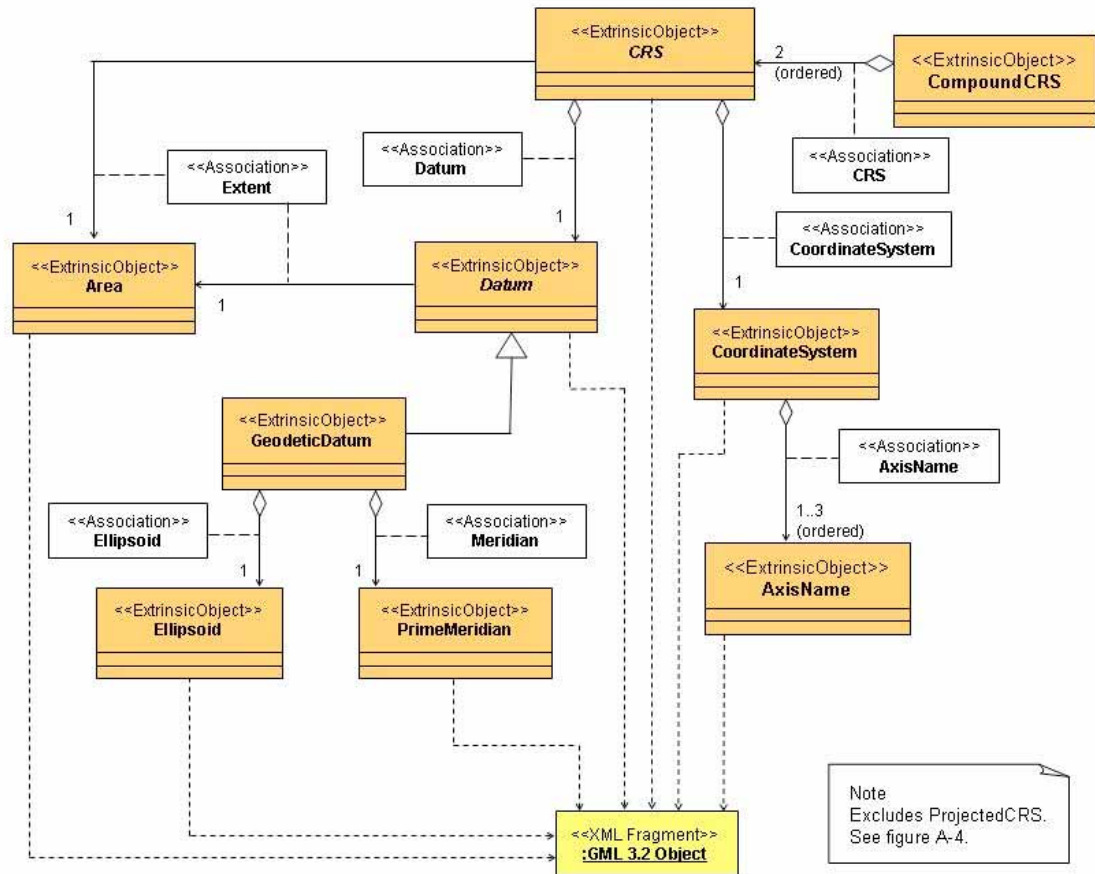 <<ExtrinsicObject>>
CRS
2
(ordered)
<<ExtrinsicObject>>
CompoundCRS
<<Association>>
Datum
<<Association>>
CRS
<<Association>>
Extent
<<Association>>
CoordinateSystem
1
1
<<ExtrinsicObject>>
Area
1
<<ExtrinsicObject>>
Datum
1
<<ExtrinsicObject>>
CoordinateSystem
<<ExtrinsicObject>>
GeodeticDatum
<<Association>>
AxisName
<<Association>>
Ellipsoid
<<Association>>
Meridian
1..3
(ordered)
1
1
<<ExtrinsicObject>>
AxisName
<<ExtrinsicObject>>
Ellipsoid
<<ExtrinsicObject>>
PrimeMeridian
Note
Excludes ProjectedCRS.
See figure A-4.
<<XML Fragment>>
:GML 3.2 Object